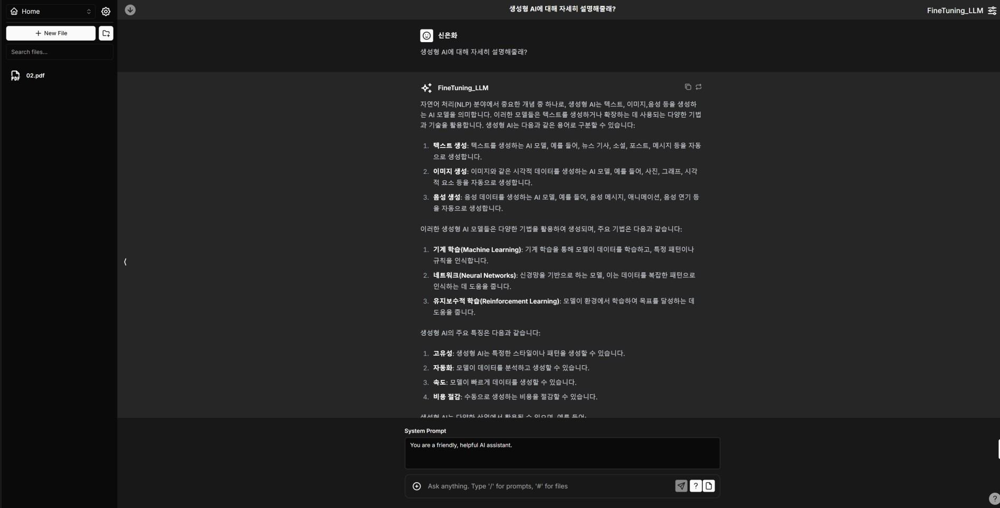 Home
New File
Search files...
02.pdf
생성형 AI에 대해 자세히 설명해줄래?
FineTuning_LLM
신은화
생성형 AI에 대해 자세히 설명해줄래?
FineTuning_LLM
자연어 처리(NLP) 분야에서 중요한 개념 중 하나로, 생성형 AI는 텍스트, 이미지,음성 등을 생성하
는 AI 모델을 의미합니다. 이러한 모델들은 텍스트를 생성하거나 확장하는 데 사용되는 다양한 기법
과 기술을 활용합니다. 생성형 AI는 다음과 같은 용어로 구분할 수 있습니다:
1. 텍스트 생성: 텍스트를 생성하는 AI 모델, 예를 들어, 뉴스 기사, 소설, 포스트, 메시지 등을 자동
으로 생성합니다.
2. 이미지 생성: 이미지와 같은 시각적 데이터를 생성하는 AI 모델, 예를 들어, 사진, 그래프, 시각
적 요소 등을 자동으로 생성합니다.
3. 음성 생성: 음성 데이터를 생성하는 AI 모델, 예를 들어, 음성 메시지, 애니메이션, 음성 연기 등
을 자동으로 생성합니다.
이러한 생성형 AI 모델들은 다양한 기법을 활용하여 생성되며, 주요 기법은 다음과 같습니다:
1. 기계 학습(Machine Learning): 기계 학습을 통해 모델이 데이터를 학습하고, 특정 패턴이나
규칙을 인식합니다.
2. 네트워크(Neural Networks): 신경망을 기반으로 하는 모델, 이는 데이터를 복잡한 패턴으로
인식하는 데 도움을 줍니다.
3. 유지보수적 학습(Reinforcement Learning): 모델이 환경에서 학습하여 목표를 달성하는 데
도움을 줍니다.
생성형 AI의 주요 특징은 다음과 같습니다:
1. 고유성: 생성형 AI는 특정한 스타일이나 패턴을 생성할 수 있습니다.
2. 자동화: 모델이 데이터를 분석하고 생성할 수 있습니다.
3. 속도: 모델이 빠르게 데이터를 생성할 수 있습니다.
4. 비용 절감: 수동으로 생성하는 비용을 절감할 수 있습니다.
생성형 AI는 다양한 산업에서 활용될 수 있으며, 예를 들어:
System Prompt
You are a friendly, helpful AI assistant.
Ask anything. Type '/' for prompts, '#' for files
?
?